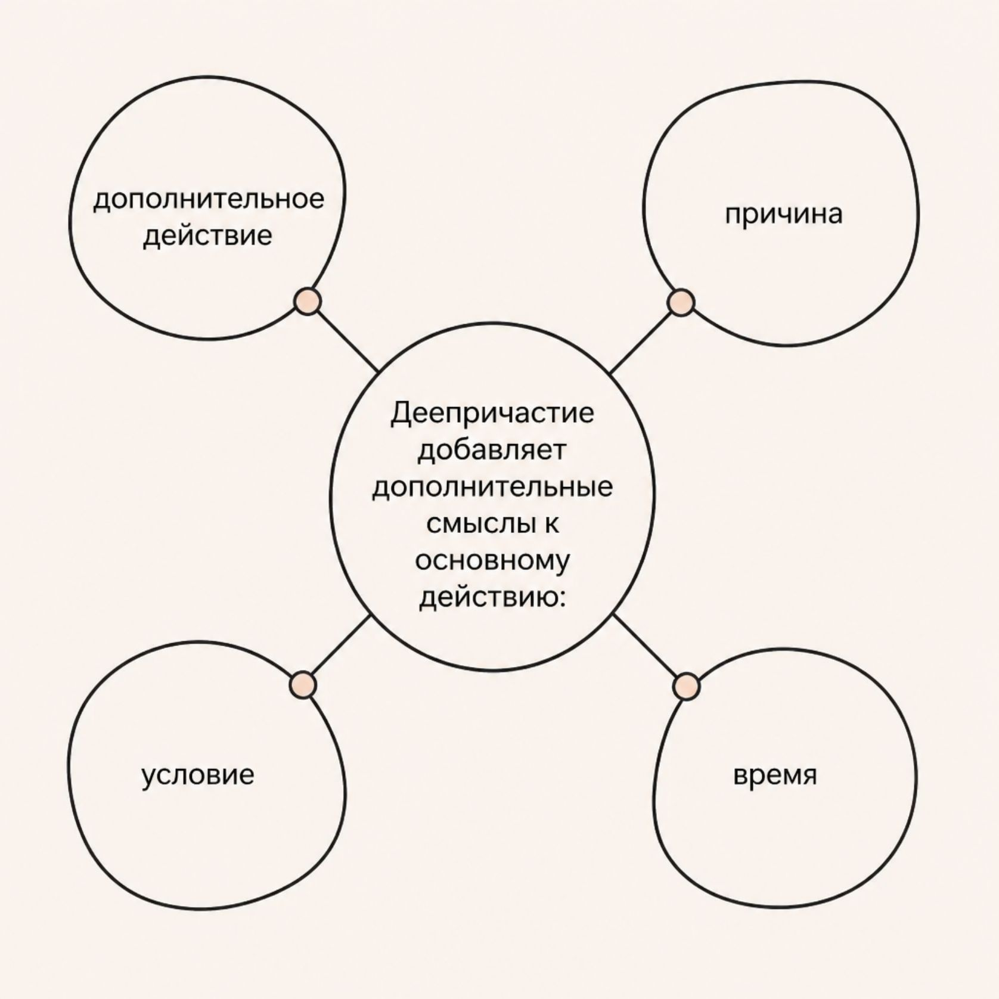 дополнительное
действие
причина
Деепричастие
добавляет
дополнительные
смыслы к
основному
действию:
условие
время